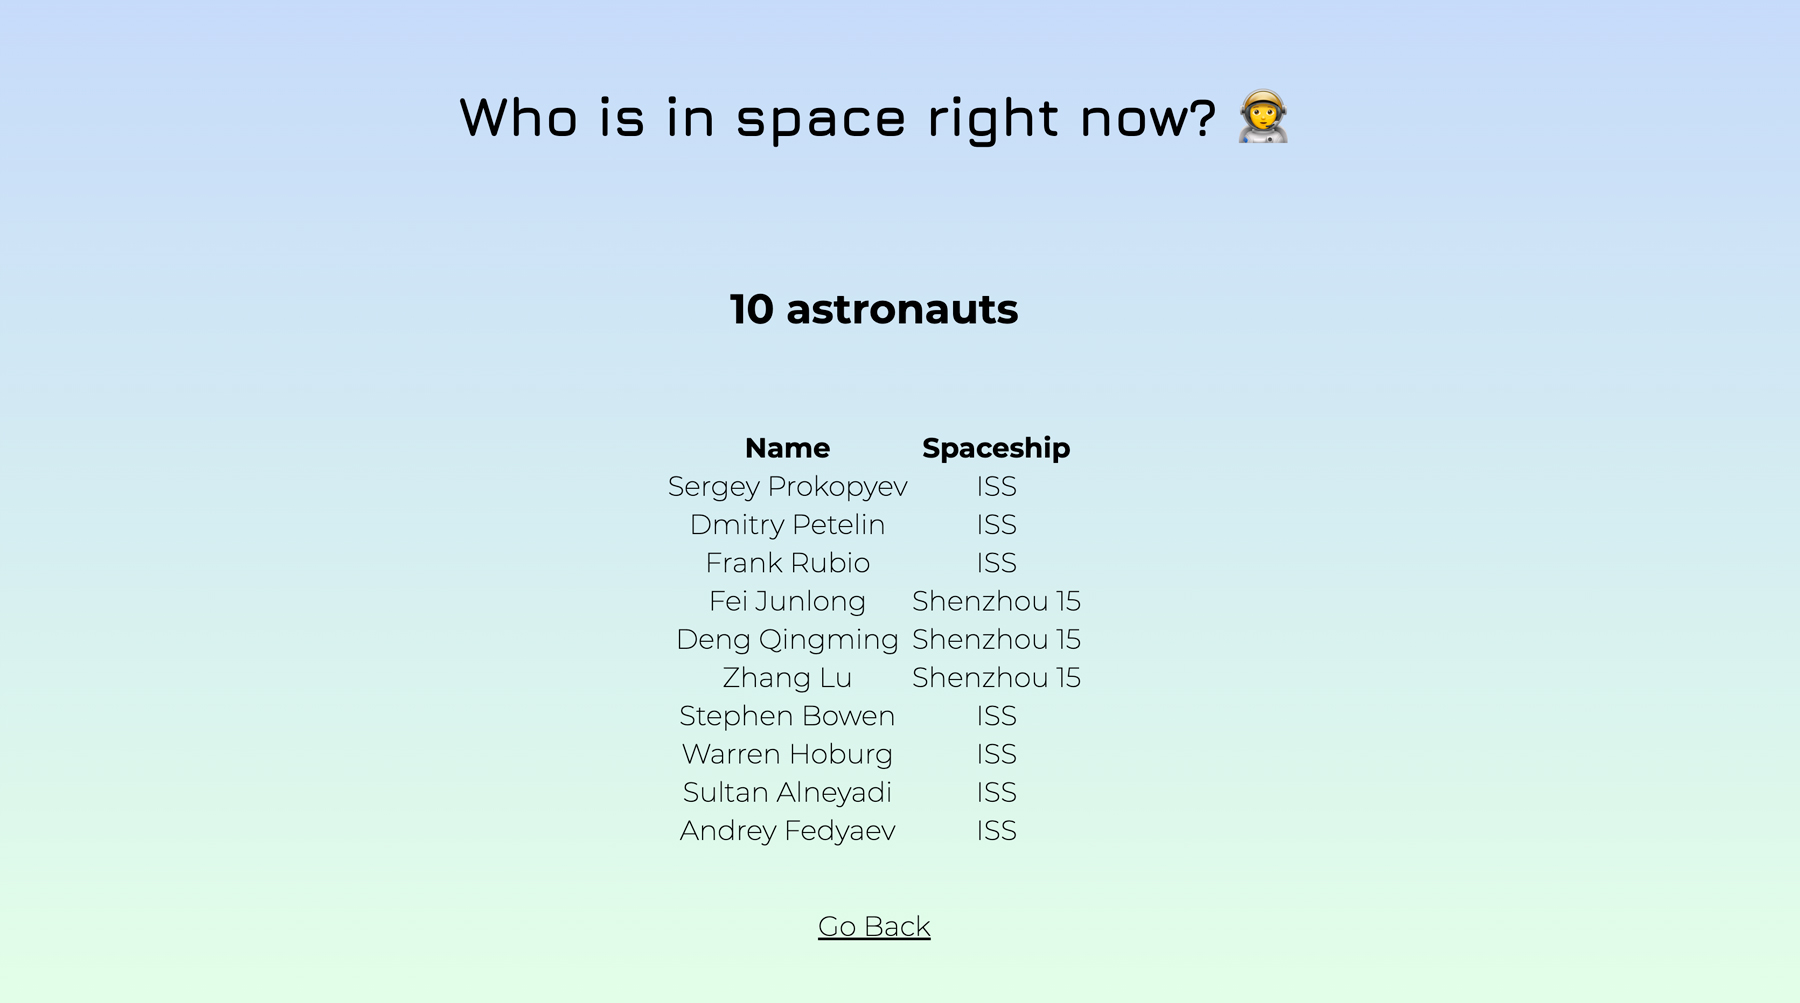 Who is in space right now? 👩‍🚀
10 astronauts
Name Spaceship
Sergey Prokopyev ISS
Dmitry Petelin ISS
Frank Rubio ISS
Fei Junlong Shenzhou 15
Deng Qingming Shenzhou 15
Zhang Lu Shenzhou 15
Stephen Bowen ISS
Warren Hoburg ISS
Sultan Alneyadi ISS
Andrey Fedyaev ISS
Go Back